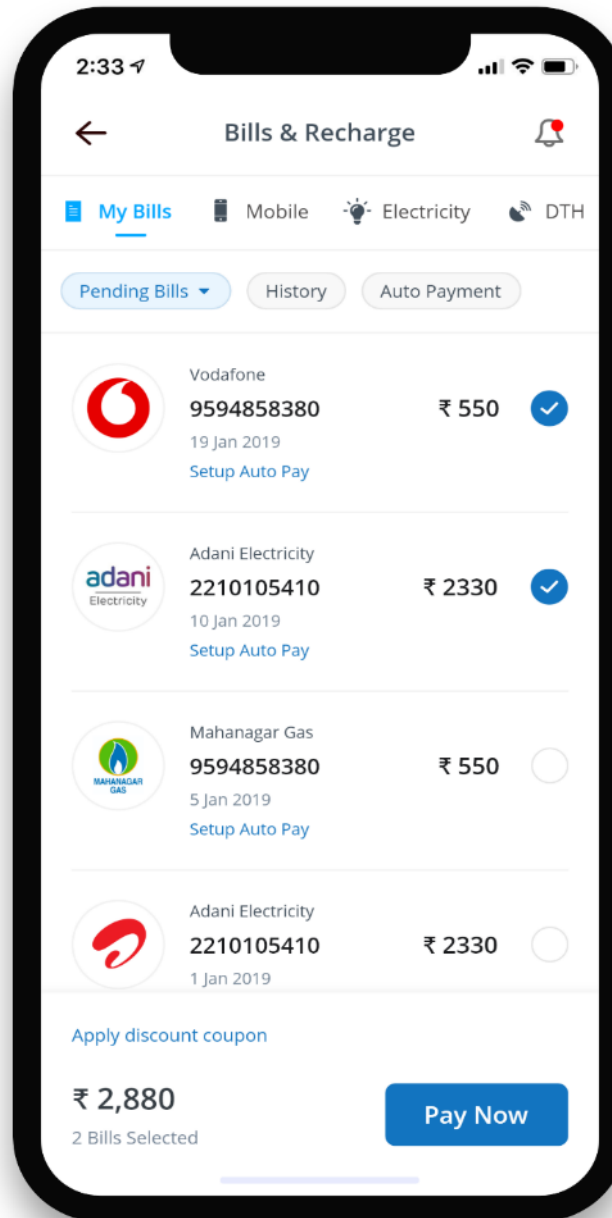 2:33
Bills & Recharge
My Bills Mobile Electricity DTH
Pending Bills History Auto Payment
Vodafone
9594858380 ₹ 550
19 Jan 2019
Setup Auto Pay
adani
Electricity
Adani Electricity
2210105410 ₹ 2330
10 Jan 2019
Setup Auto Pay
MAHANAGAR
GAS
Mahanagar Gas
9594858380 ₹ 550
5 Jan 2019
Setup Auto Pay
Adani Electricity
2210105410 ₹ 2330
1 Jan 2019
Apply discount coupon
₹ 2,880
2 Bills Selected
Pay Now